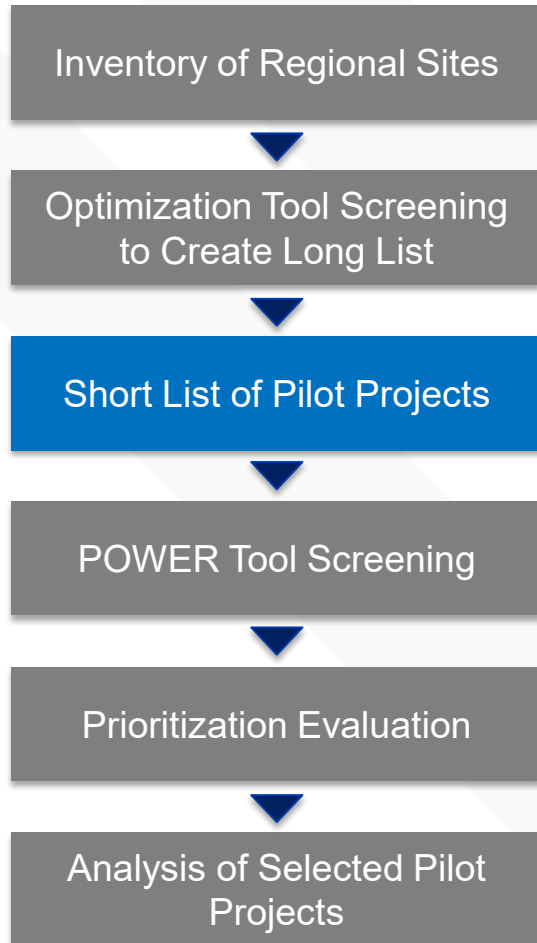 Inventory of Regional Sites
Optimization Tool Screening
to Create Long List
Short List of Pilot Projects
POWER Tool Screening
Prioritization Evaluation
Analysis of Selected Pilot
Projects